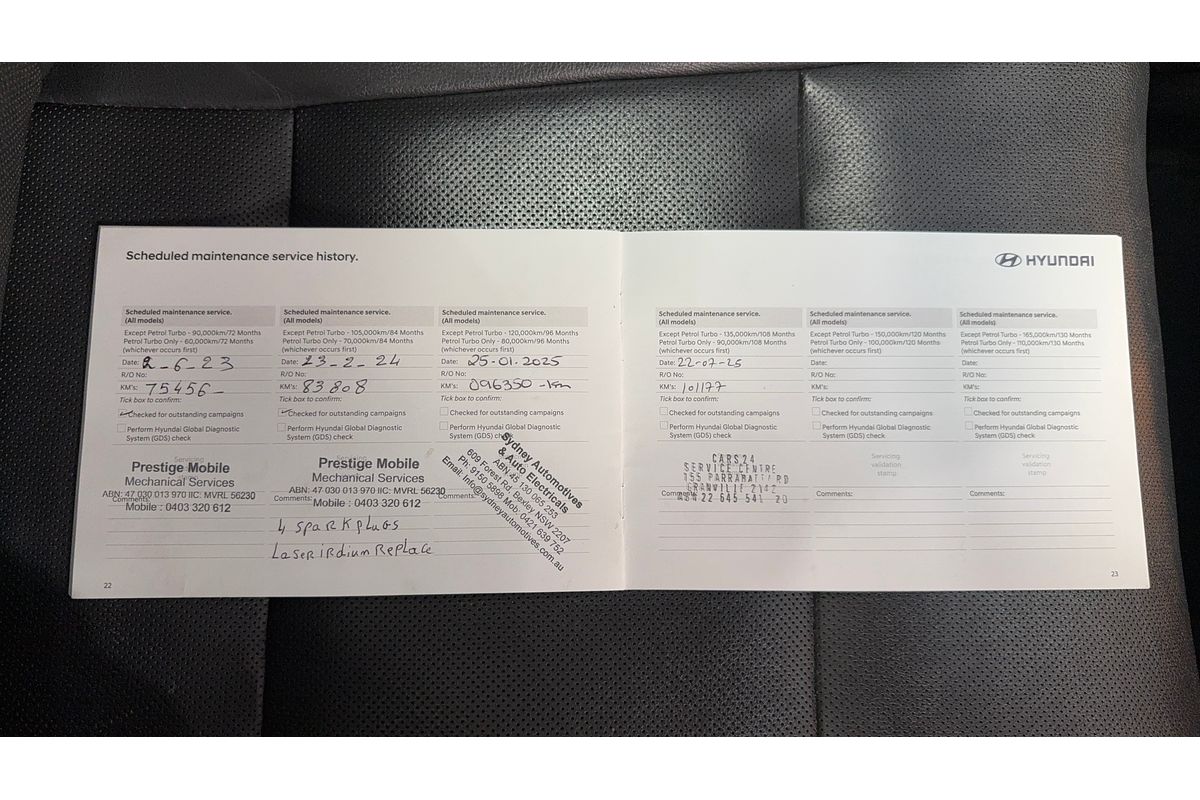 Scheduled maintenance service history.
HYUNDAI
Scheduled maintenance service.
(All models)
Except Petrol Turbo - 90,000km/72 Months
Petrol Turbo Only - 60,000km/72 Months
(whichever occurs first)
Date: 2-6-23
R/O No:
KM's: 75456-
Tick box to confirm:
Checked for outstanding campaigns
Perform Hyundai Global Diagnostic
System (GDS) check
Servicing
Prestige Mobile
Mechanical Services
ABN: 47 030 013 970 IIC: MVRL 56230
Comments:
Mobile : 0403 320 612
22
Scheduled maintenance service.
(All models)
Except Petrol Turbo - 105,000km/84 Months
Petrol Turbo Only - 70,000km/84 Months
(whichever occurs first)
Date: 23-2-24
R/O No:
KM's: 83808
Tick box to confirm:
Checked for outstanding campaigns
Perform Hyundai Global Diagnostic
System (GDS) check
Servicing
Prestige Mobile
Mechanical Services
ABN: 47 030 013 970 IIC: MVRL 56230
Comments:
Mobile : 0403 320 612
4 SPARKPLUGS
Laser irdium Replace
Scheduled maintenance service.
(All models)
Except Petrol Turbo - 120,000km/96 Months
Petrol Turbo Only - 80,000km/96 Months
(whichever occurs first)
Date: 25-01.2025
R/O No:
KM's: 096350-Km
Tick box to confirm:
Checked for outstanding campaigns
Perform Hyundai Global Diagnostic
System (GDS) check
Sydney Automotives
& Auto Electricals
ABN 45 130 065 253
609 Forest Rd, Bexley NSW 2207
Ph: 9150 5898 Mob: 0421 639 752
Email: Info@sydneyautomotives.com.au
Comments:
Scheduled maintenance service.
(All models)
Except Petrol Turbo - 135,000km/108 Months
Petrol Turbo Only - 90,000km/108 Months
(whichever occurs first)
Date: 22-07-25
R/O No:
KM's: 101177
Tick box to confirm:
Checked for outstanding campaigns
Perform Hyundai Global Diagnostic
System (GDS) check
CARS24
SERVICE CENTRE
155 PARRAMATTA RD
GRANVILLE 2142
Comments:
ABN 22 645 541 20
Scheduled maintenance service.
(All models)
Except Petrol Turbo - 150,000km/120 Months
Petrol Turbo Only - 100,000km/120 Months
(whichever occurs first)
Date:
R/O No:
KM's:
Tick box to confirm:
Checked for outstanding campaigns
Perform Hyundai Global Diagnostic
System (GDS) check
Servicing
validation
stamp
Comments:
Scheduled maintenance service.
(All models)
Except Petrol Turbo - 165,000km/130 Months
Petrol Turbo Only - 110,000km/130 Months
(whichever occurs first)
Date:
R/O No:
KM's:
Tick box to confirm:
Checked for outstanding campaigns
Perform Hyundai Global Diagnostic
System (GDS) check
Servicing
validation
stamp
Comments:
23